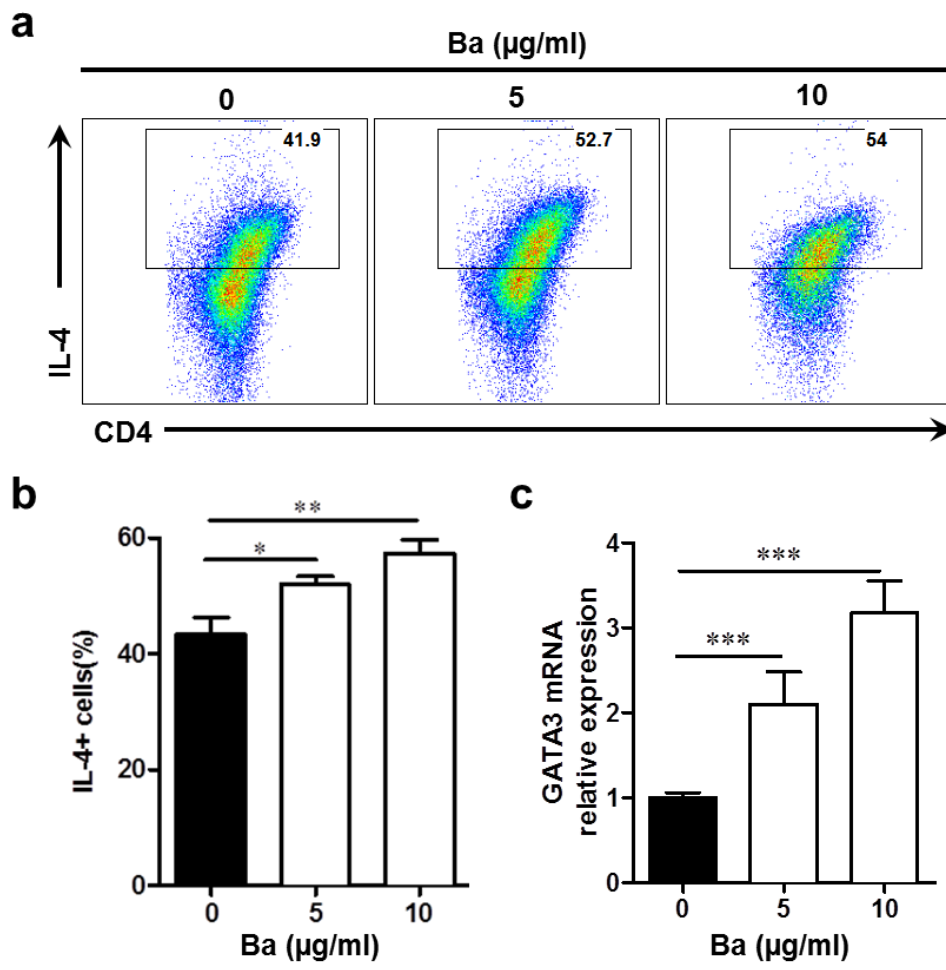 a
Ba (µg/ml)
0 5 10
41.9 52.7 54
IL-4
CD4
b
** 
*
60
40
20
0
IL-4+ cells(%)
0 5 10
Ba (µg/ml)
c
***
***
4
3
2
1
0
GATA3 mRNA
relative expression
0 5 10
Ba (µg/ml)